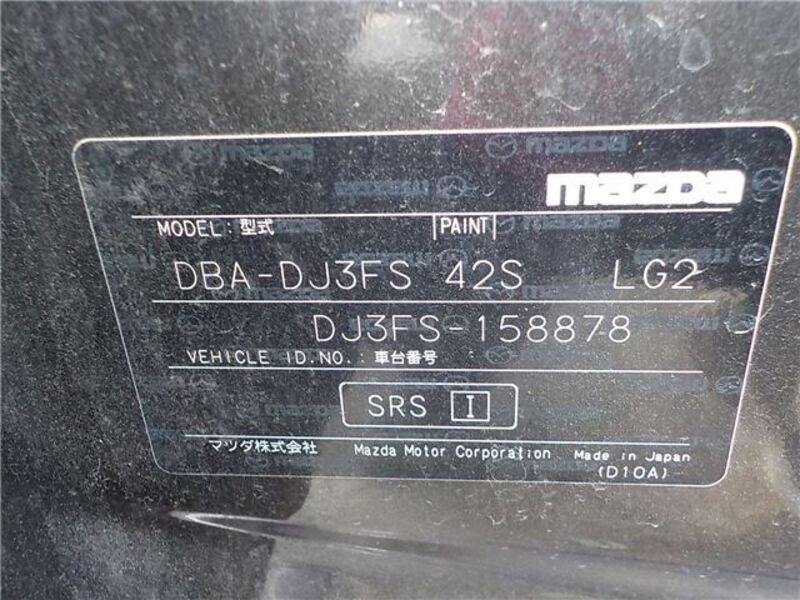 mazda
MODEL: 型式 PAINT
DBA-DJ3FS 42S LG2
DJ3FS-158878
VEHICLE ID.NO.: 車台番号
SRS I
マツダ株式会社 Mazda Motor Corporation Made in Japan
(D10A)